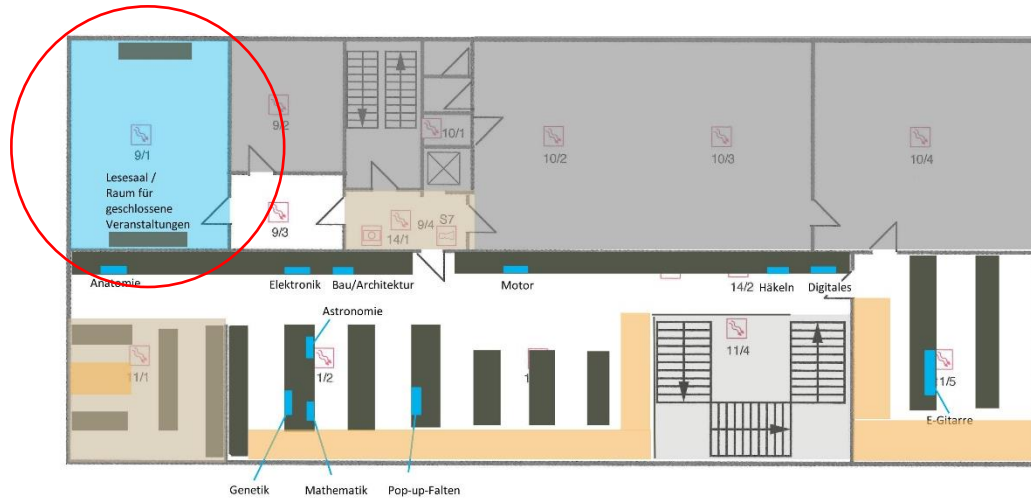 9/1
9/2
10/1
10/2
10/3
10/4
Lesesaal /
Raum für
geschlossene
Veranstaltungen
9/3
14/1
9/4
S7
Anatomie
Elektronik
Bau/Architektur
Motor
14/2
Häkeln
Digitales
Astronomie
11/1
1/2
11/4
E-Gitarre
Genetik
Mathematik
Pop-up-Falten